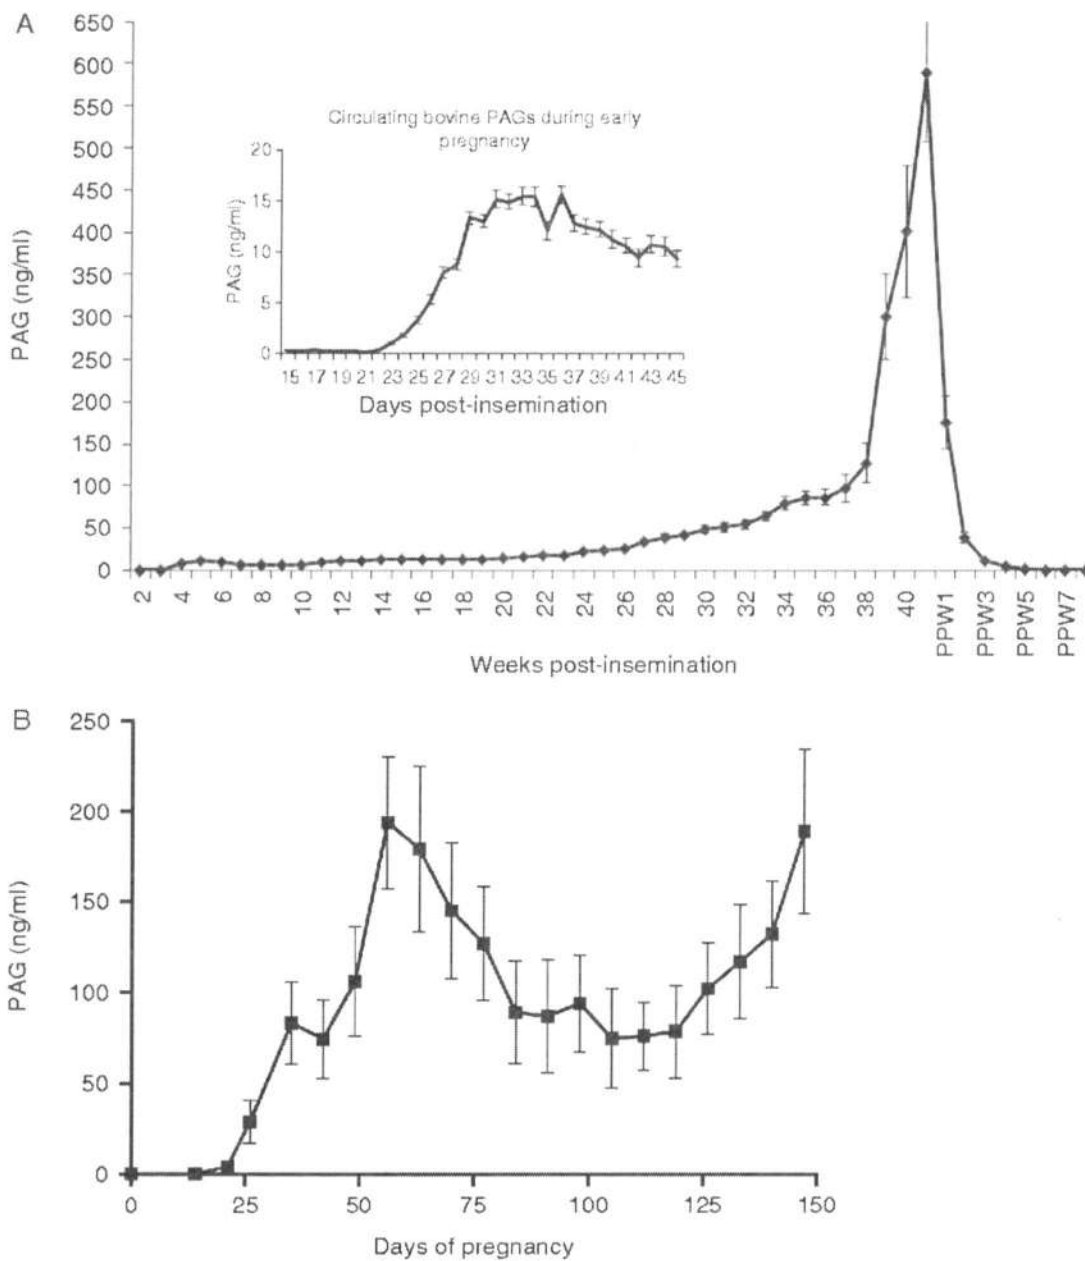 A
650
600
550
500
450
400
350
300
250
200
150
100
50
0
PAG (ng/ml)
Circulating bovine PAGs during early
pregnancy
20
15
10
5
0
PAG (ng/ml)
15 17 19 21 23 25 27 29 31 33 35 37 39 41 43 45
Days post-insemination
2 4 6 8 10 12 14 16 18 20 22 24 26 28 30 32 34 36 38 40 PPW1 PPW3 PPW5 PPW7
Weeks post-insemination
B
250
200
150
100
50
0
PAG (ng/ml)
0 25 50 75 100 125 150
Days of pregnancy